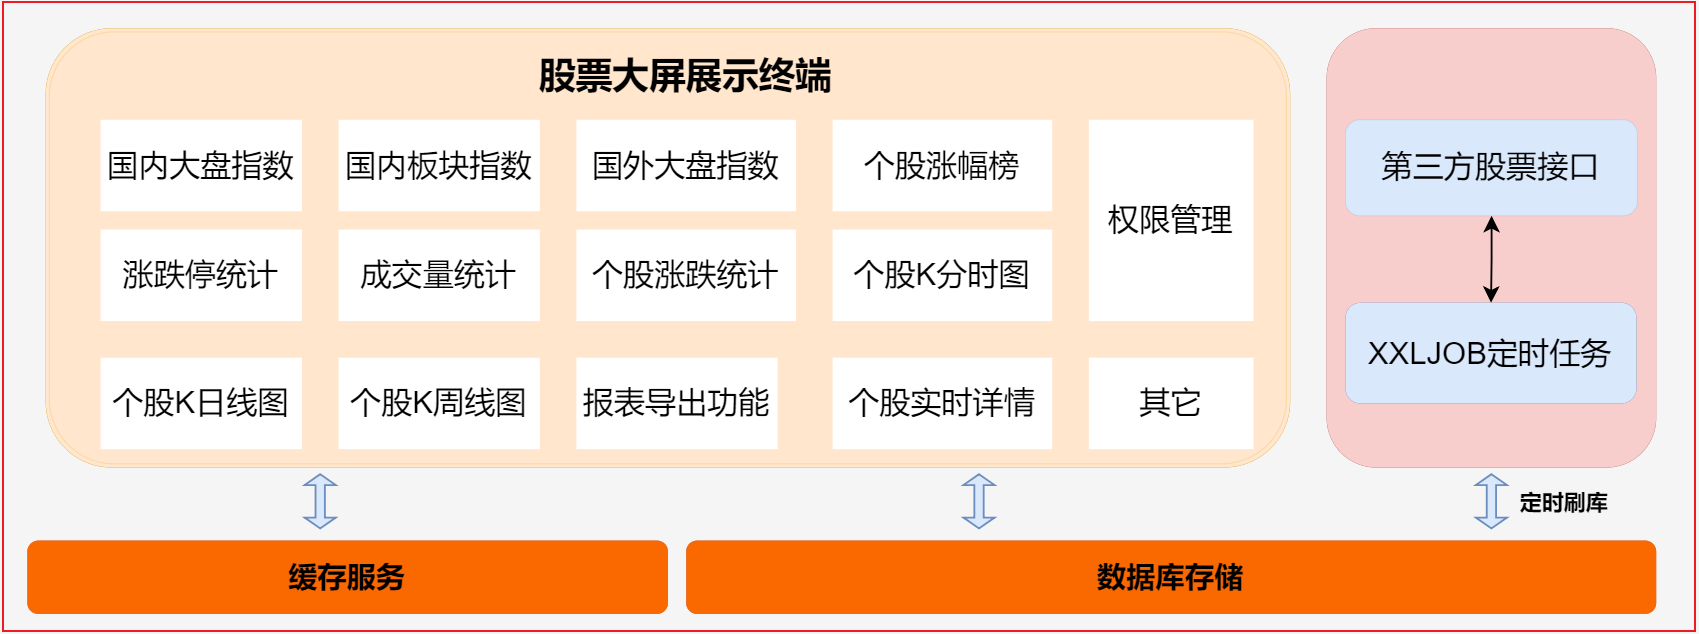 股票大屏展示终端
国内大盘指数
国内板块指数
国外大盘指数
个股涨幅榜
权限管理
涨跌停统计
成交量统计
个股涨跌统计
个股K分时图
个股K日线图
个股K周线图
报表导出功能
个股实时详情
其它
第三方股票接口
XXLJOB定时任务
定时刷库
缓存服务
数据库存储